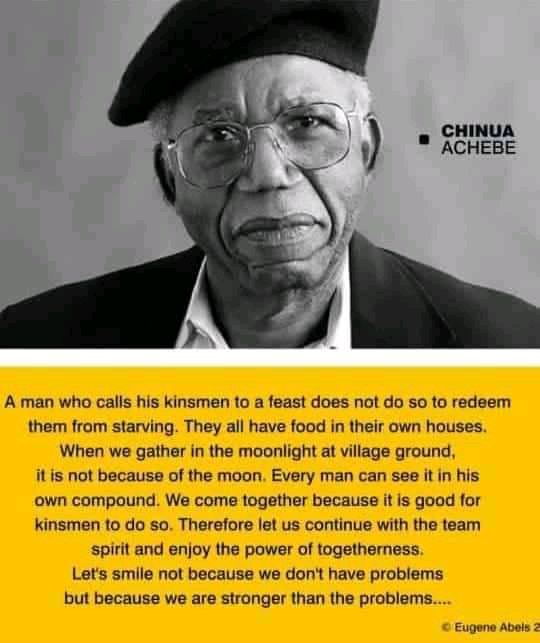 CHINUA
ACHEBE
A man who calls his kinsmen to a feast does not do so to redeem
them from starving. They all have food in their own houses.
When we gather in the moonlight at village ground,
it is not because of the moon. Every man can see it in his
own compound. We come together because it is good for
kinsmen to do so. Therefore let us continue with the team
spirit and enjoy the power of togetherness.
Let's smile not because we don't have problems
but because we are stronger than the problems....
© Eugene Abels 2